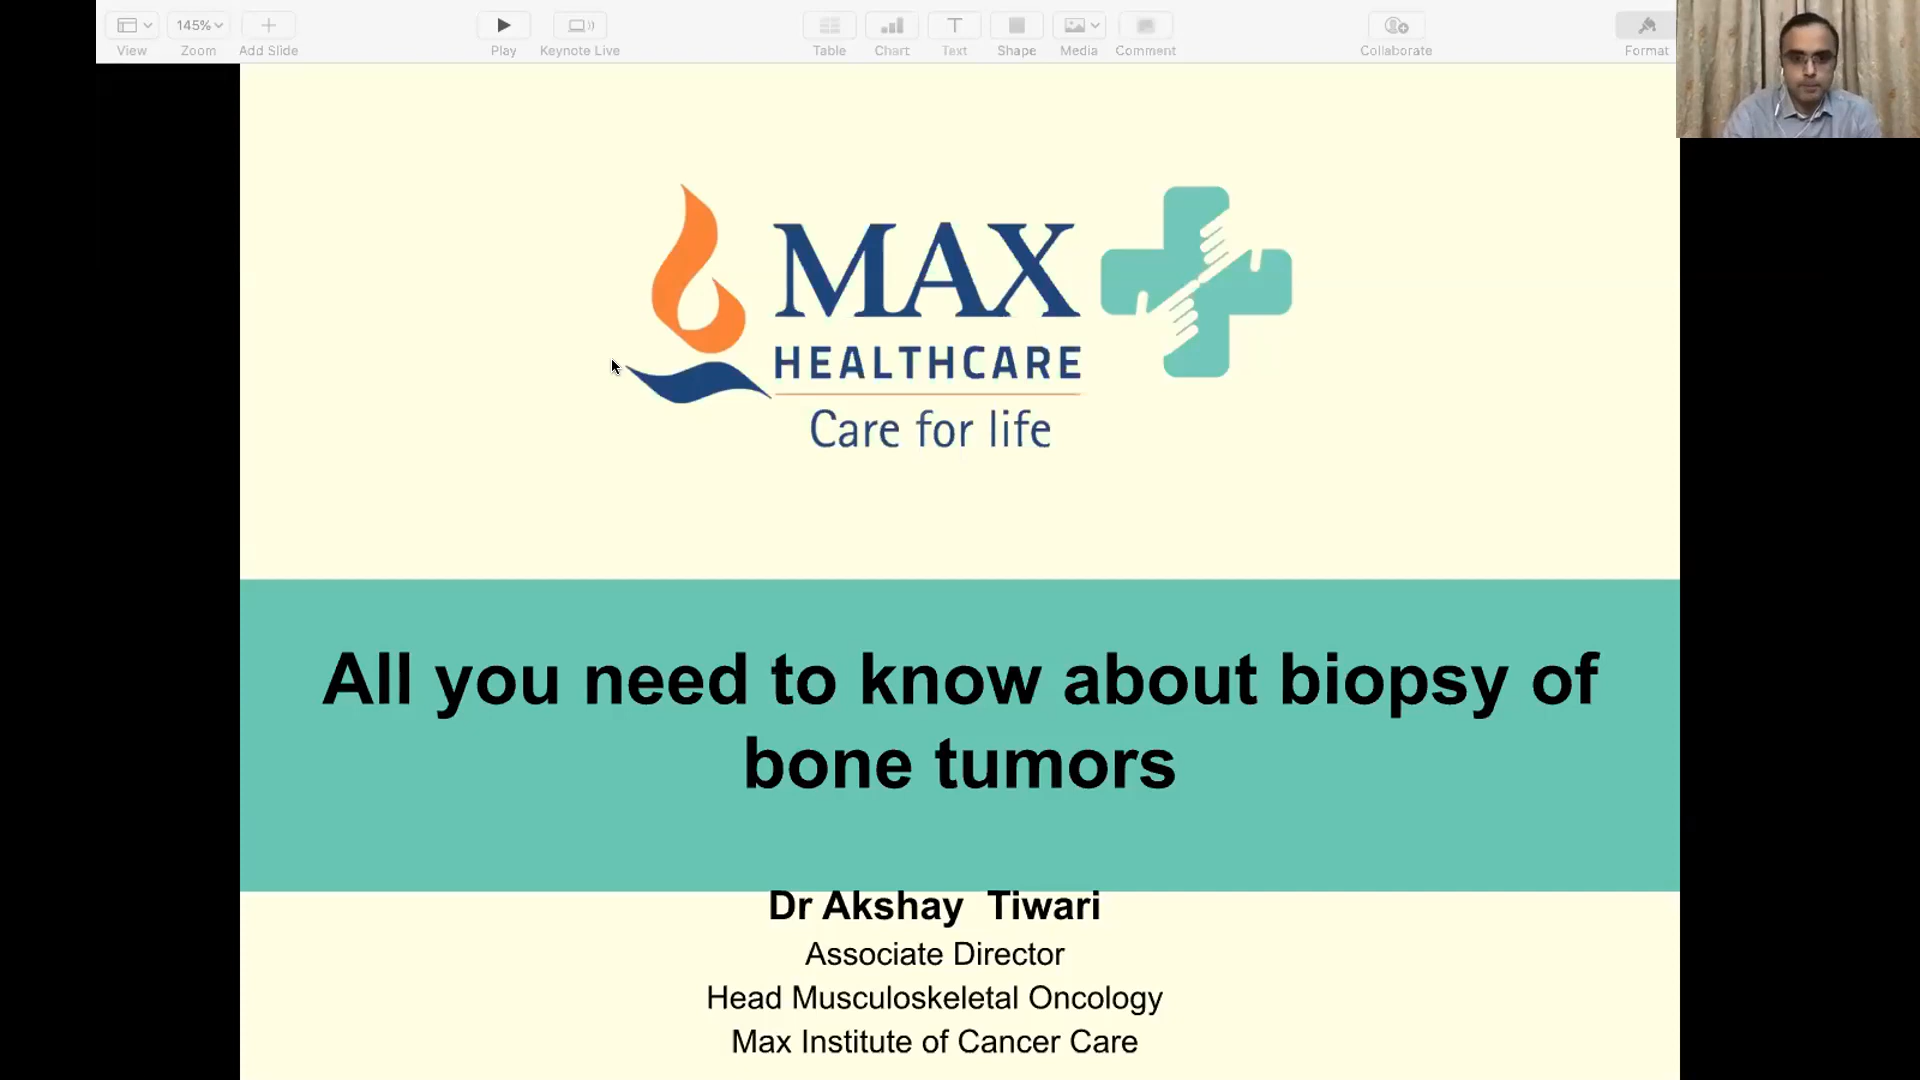 145%
View
Zoom
Add Slide
Play
Keynote Live
Table
Chart
Text
Shape
Media
Comment
Collaborate
Format
MAX
HEALTHCARE
Care for life
All you need to know about biopsy of
bone tumors
Dr Akshay Tiwari
Associate Director
Head Musculoskeletal Oncology
Max Institute of Cancer Care